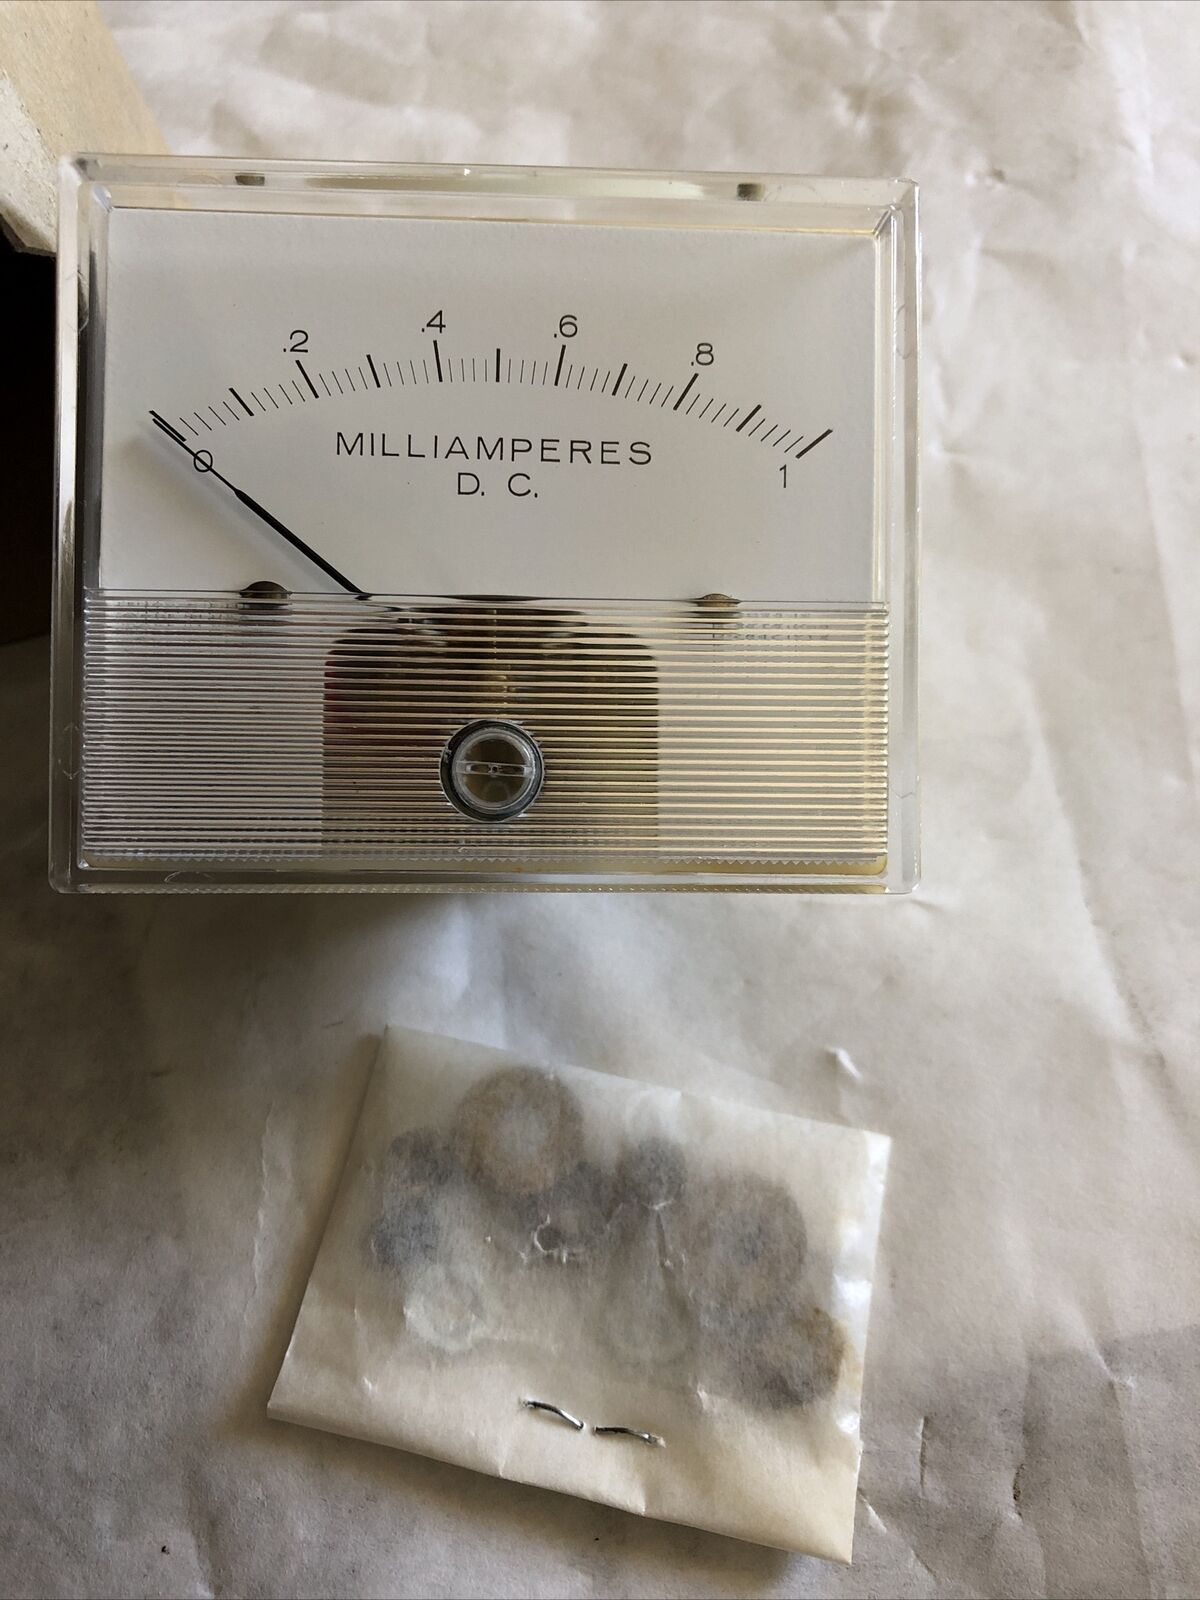 .2 .4 .6 .8
0 1
MILLIAMPERES
D. C.